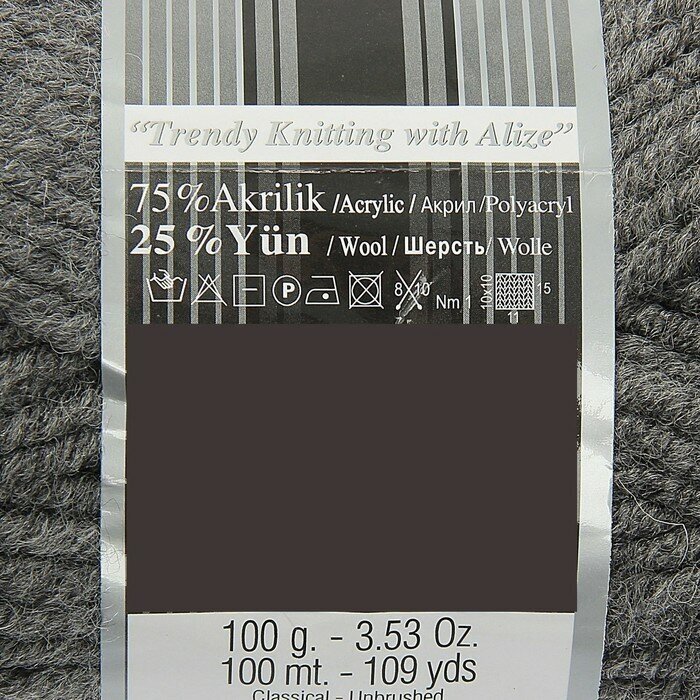 “Trendy Knitting with Alize”
75%Akrilik /Acrylic / Акрил /Polyacryl
25 %Yün / Wool / Шерсть/ Wolle
P 8 10 Nm 1 10x10 15
11
100 g. - 3.53 Oz.
100 mt. - 109 yds
Classical - Unbrushed